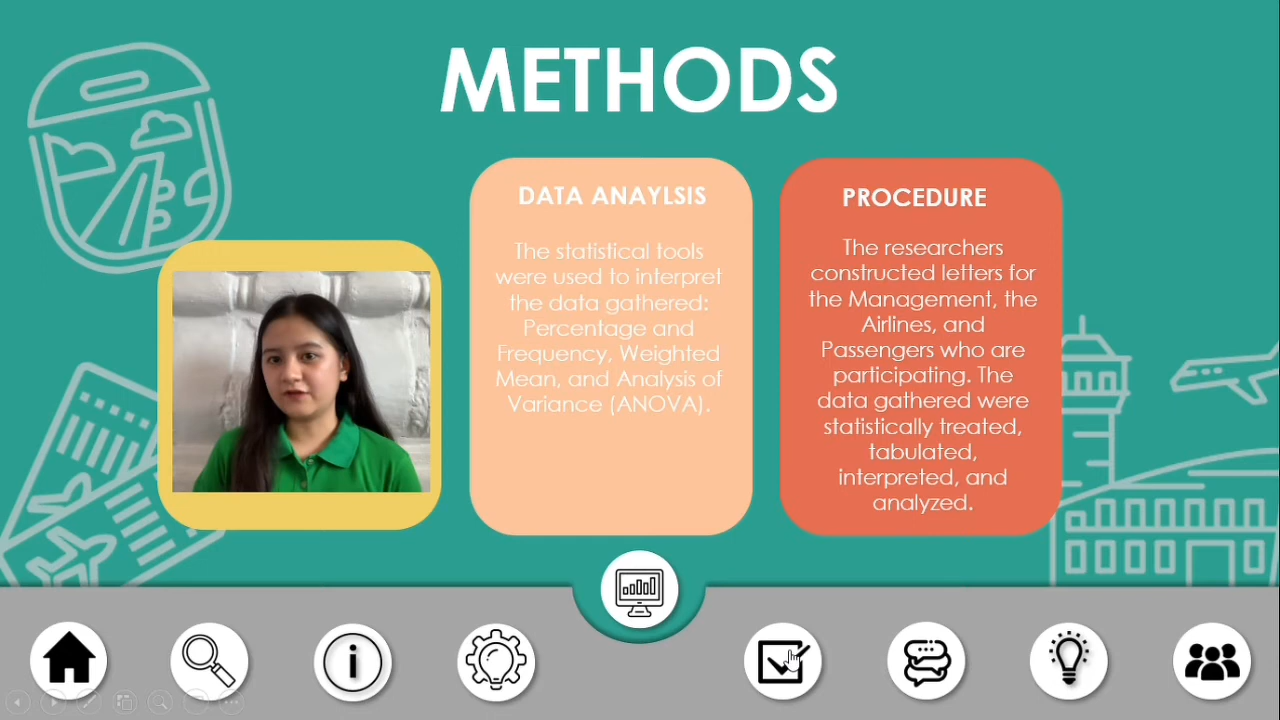 METHODS
DATA ANAYLSIS
The statistical tools
were used to interpret
the data gathered:
Percentage and
Frequency, Weighted
Mean, and Analysis of
Variance (ANOVA).
PROCEDURE
The researchers
constructed letters for
the Management, the
Airlines, and
Passengers who are
participating. The
data gathered were
statistically treated,
tabulated,
interpreted, and
analyzed.